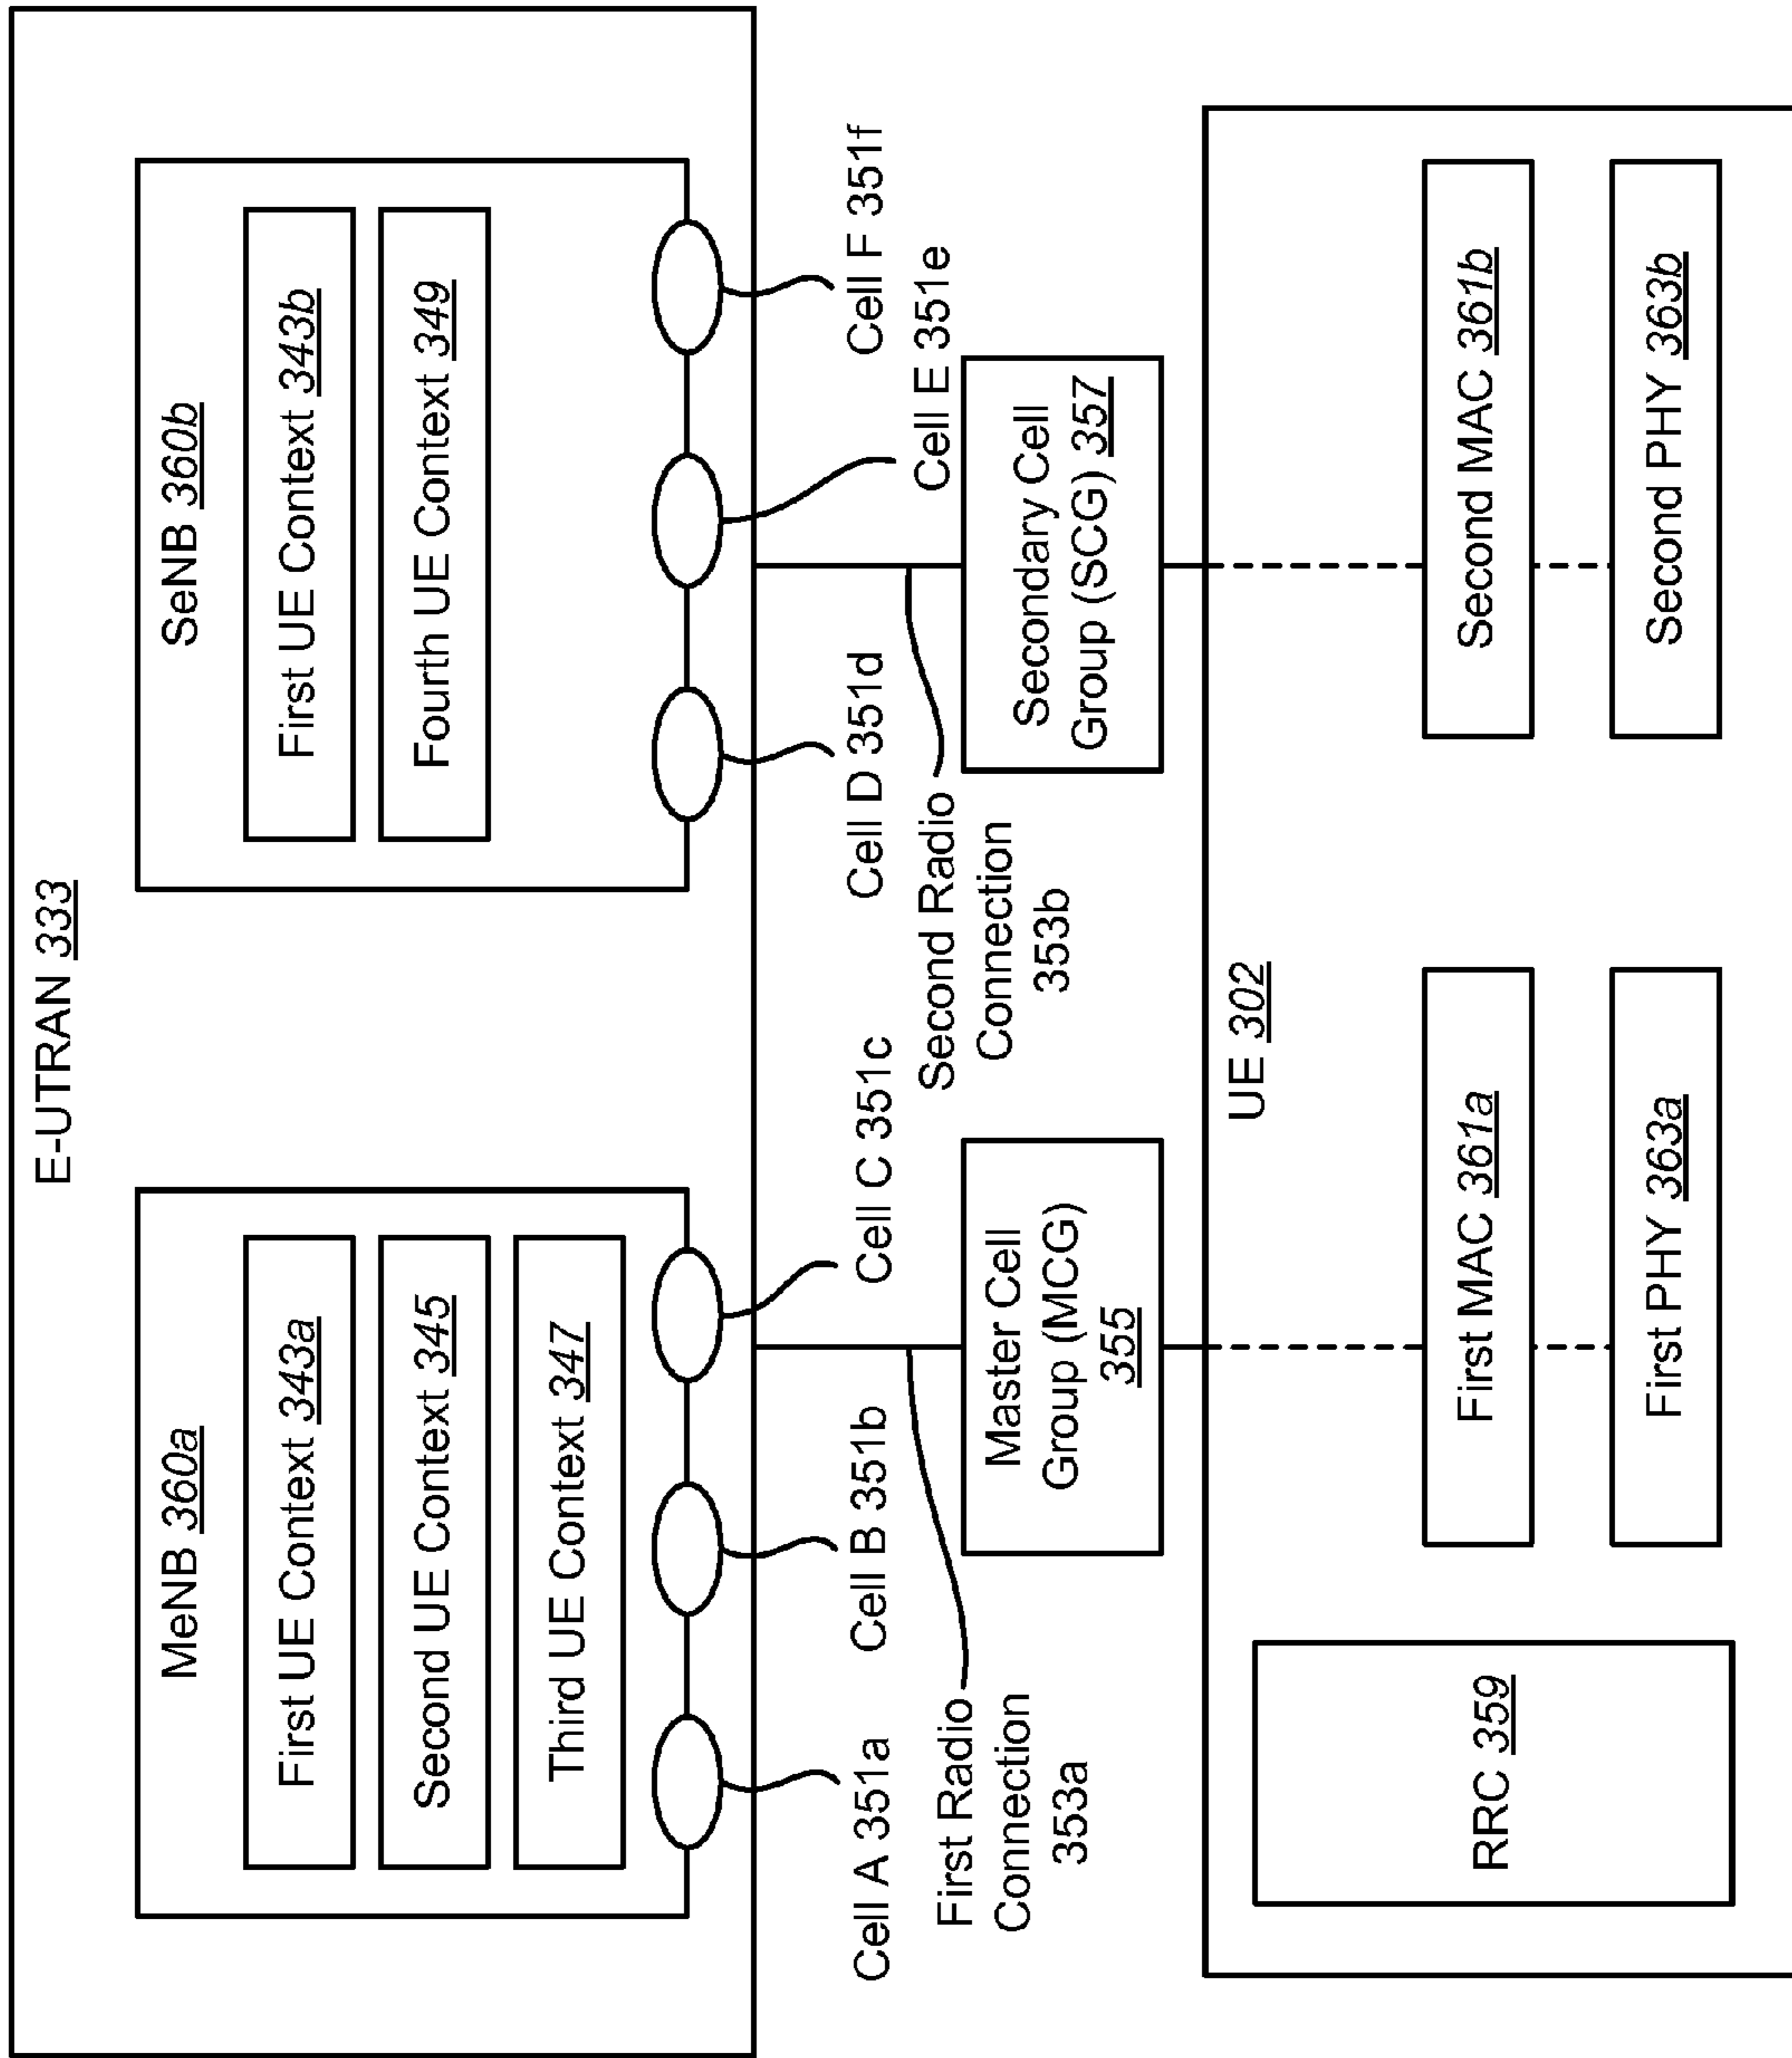 E-UTRAN 333
MeNB 360a
First UE Context 343a
Second UE Context 345
Third UE Context 347
SeNB 360b
First UE Context 343b
Fourth UE Context 349
Cell A 351a
Cell B 351b
Cell C 351c
Cell D 351d
Cell E 351e
Cell F 351f
First Radio
Connection
353a
Master Cell
Group (MCG)
355
Second Radio
Connection
353b
Secondary Cell
Group (SCG) 357
UE 302
RRC 359
First MAC 361a
First PHY 363a
Second MAC 361b
Second PHY 363b